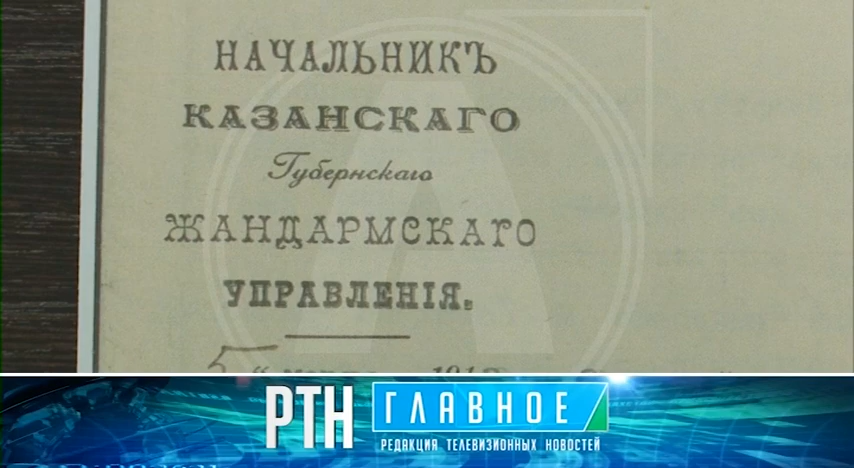 НАЧАЛЬНИКЪ
КАЗАНСКАГО
Губернскаго
ЖАНДАРМСКАГО
УПРАВЛЕНІЯ.
РТН ГЛАВНОЕ
РЕДАКЦИЯ ТЕЛЕВИЗИОННЫХ НОВОСТЕЙ